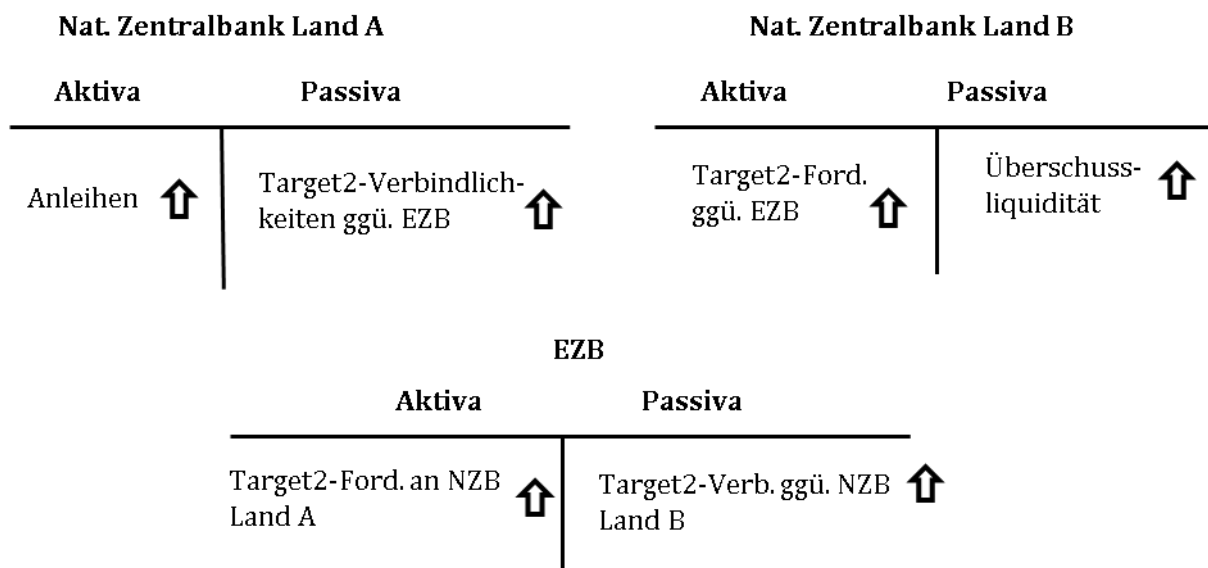 Nat. Zentralbank Land A
Aktiva Passiva
Anleihen
Target2-Verbindlich-
keiten ggü. EZB
Nat. Zentralbank Land B
Aktiva Passiva
Target2-Ford.
ggü. EZB
Überschuss-
liquidität
EZB
Aktiva Passiva
Target2-Ford. an NZB
Land A
Target2-Verb. ggü. NZB
Land B